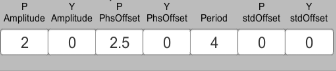 P Y P Y P Y
Amplitude Amplitude PhsOffset PhsOffset Period stdOffset stdOffset
2 0 2.5 0 4 0 0